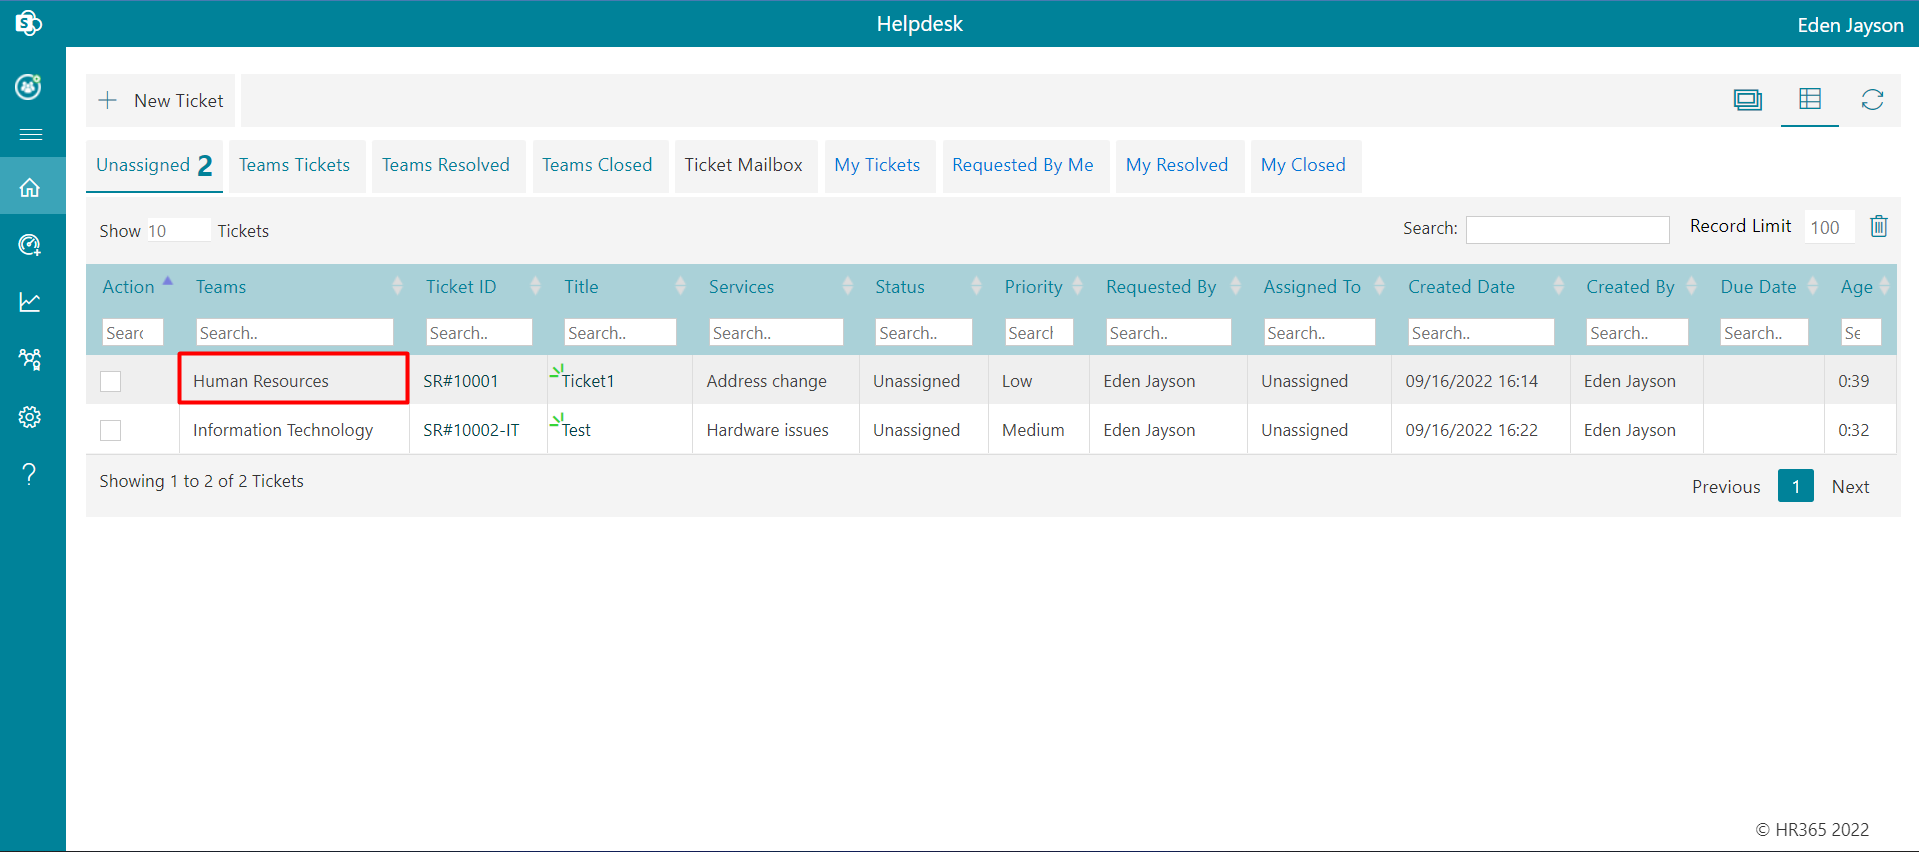 Helpdesk
Eden Jayson
New Ticket
Unassigned 2 Teams Tickets Teams Resolved Teams Closed Ticket Mailbox My Tickets Requested By Me My Resolved My Closed
Show 10 Tickets Search: Record Limit 100
Action Teams Ticket ID Title Services Status Priority Requested By Assigned To Created Date Created By Due Date Age
Searc Search.. Search.. Search.. Search.. Search.. Search Search.. Search.. Search.. Search.. Search.. Se
Human Resources SR#10001 Ticket1 Address change Unassigned Low Eden Jayson Unassigned 09/16/2022 16:14 Eden Jayson 0:39
Information Technology SR#10002-IT Test Hardware issues Unassigned Medium Eden Jayson Unassigned 09/16/2022 16:22 Eden Jayson 0:32
Showing 1 to 2 of 2 Tickets
Previous 1 Next
© HR365 2022